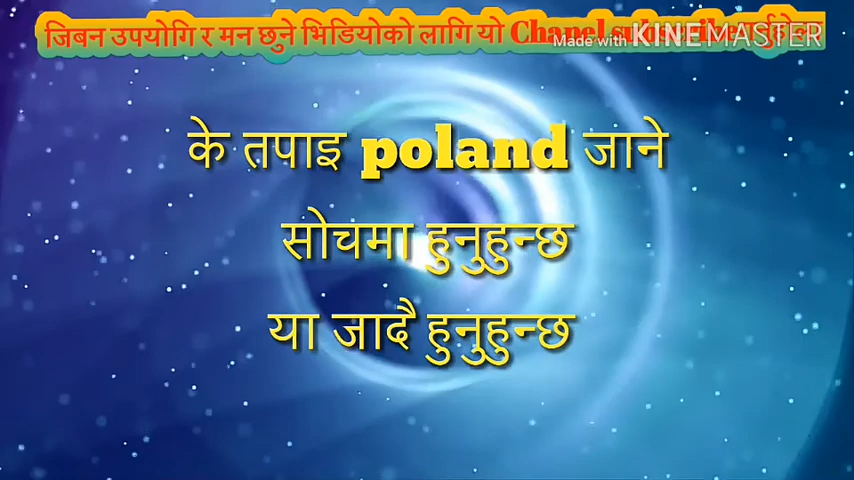 जिबन उपयोगि र मन छुने भिडियोको लागि यो Chanel
Made with KINEMASTER
के तपाइ poland जाने
सोचमा हुनुहुन्छ
या जादै हुनुहुन्छ